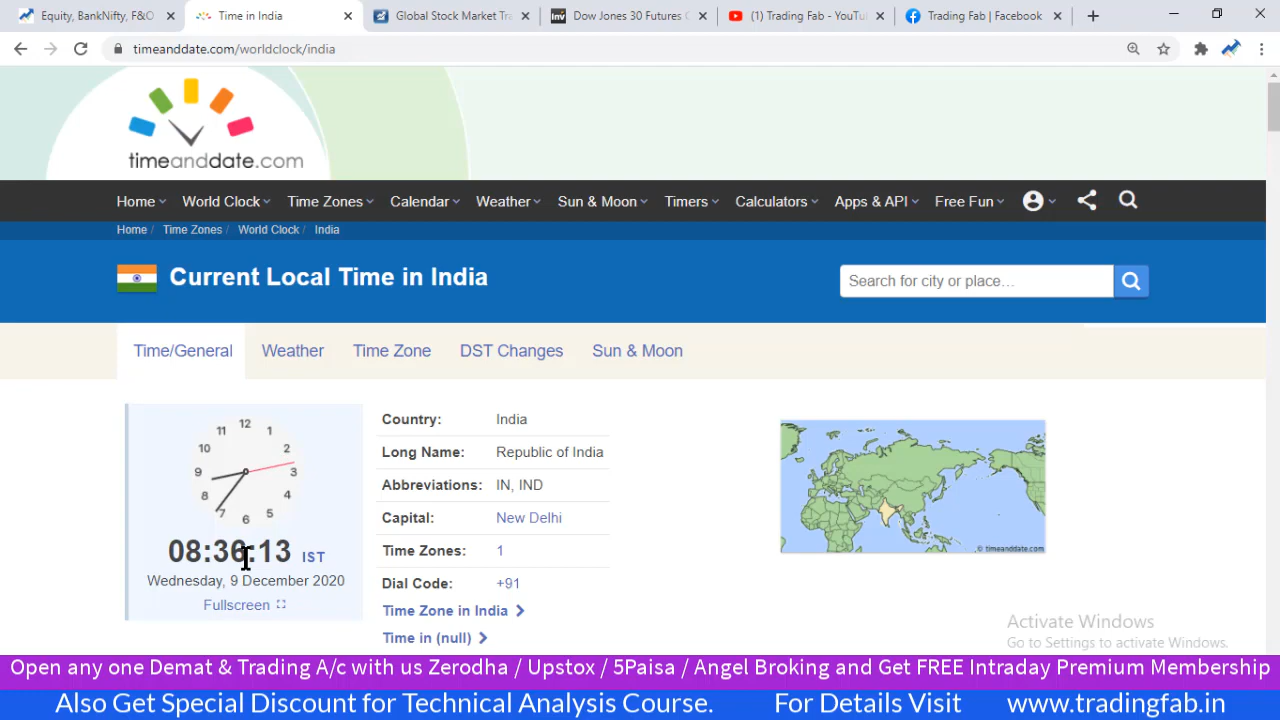 Equity, BankNifty, F&O
Time in India
Global Stock Market Tra
Inv
Dow Jones 30 Futures C
(1) Trading Fab - YouTu
Trading Fab | Facebook
timeanddate.com/worldclock/india
timeanddate.com
Home
World Clock
Time Zones
Calendar
Weather
Sun & Moon
Timers
Calculators
Apps & API
Free Fun
Home / Time Zones / World Clock / India
Current Local Time in India
Search for city or place...
Time/General
Weather
Time Zone
DST Changes
Sun & Moon
12
1
2
3
4
5
6
7
8
9
10
11
08:36:13 IST
Wednesday, 9 December 2020
Fullscreen
Country: India
Long Name: Republic of India
Abbreviations: IN, IND
Capital: New Delhi
Time Zones: 1
Dial Code: +91
Time Zone in India
Time in (null)
© timeanddate.com
Activate Windows
Go to Settings to activate Windows.
Open any one Demat & Trading A/c with us Zerodha / Upstox / 5Paisa / Angel Broking and Get FREE Intraday Premium Membership
Also Get Special Discount for Technical Analysis Course. For Details Visit www.tradingfab.in